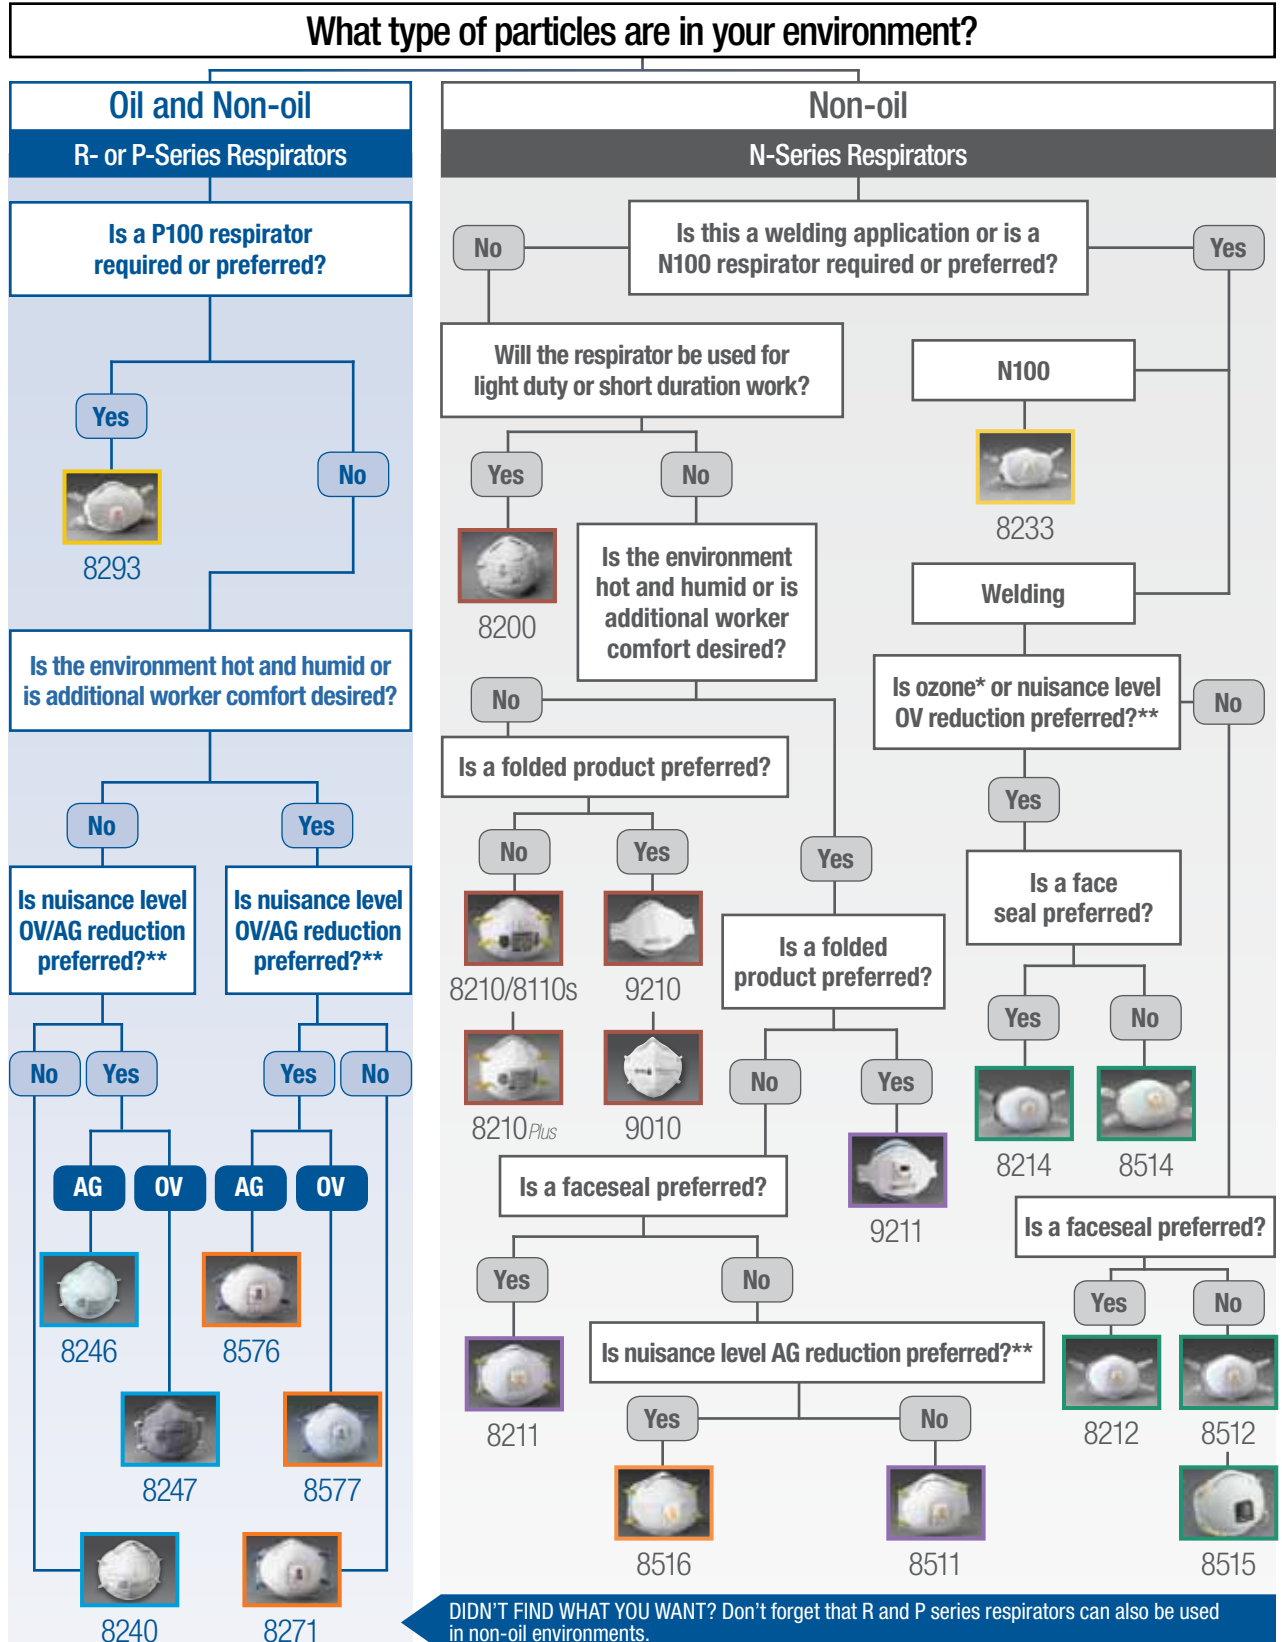 What type of particles are in your environment?
Oil and Non-oil
R- or P-Series Respirators
Is a P100 respirator
required or preferred?
Yes
No
8293
Is the environment hot and humid or
is additional worker comfort desired?
No
Yes
Is nuisance level
OV/AG reduction
preferred?**
Is nuisance level
OV/AG reduction
preferred?**
No
Yes
Yes
No
AG
OV
AG
OV
8246
8576
8247
8577
8240
8271
Non-oil
N-Series Respirators
Is this a welding application or is a
N100 respirator required or preferred?
No
Yes
Will the respirator be used for
light duty or short duration work?
Yes
No
8200
Is the environment
hot and humid or is
additional worker
comfort desired?
No
Is a folded product preferred?
No
Yes
8210/8110s
9210
8210 Plus
9010
Yes
Is a folded
product preferred?
No
Yes
9211
Is a faceseal preferred?
Yes
No
8211
Is nuisance level AG reduction preferred?**
Yes
No
8516
8511
N100
8233
Welding
Is ozone* or nuisance level
OV reduction preferred?**
No
Yes
Is a face
seal preferred?
Yes
No
8214
8514
Is a faceseal preferred?
Yes
No
8212
8512
8515
DIDN'T FIND WHAT YOU WANT? Don't forget that R and P series respirators can also be used
in non-oil environments.